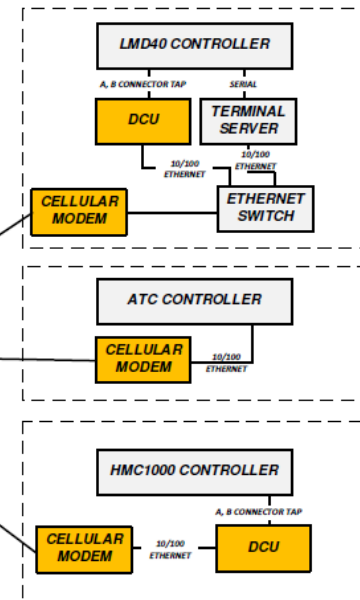 LMD40 CONTROLLER
A, B CONNECTOR TAP
SERIAL
DCU
TERMINAL
SERVER
10/100
ETHERNET
10/100
ETHERNET
CELLULAR
MODEM
ETHERNET
SWITCH
ATC CONTROLLER
CELLULAR
MODEM
10/100
ETHERNET
HMC1000 CONTROLLER
A, B CONNECTOR TAP
CELLULAR
MODEM
10/100
ETHERNET
DCU